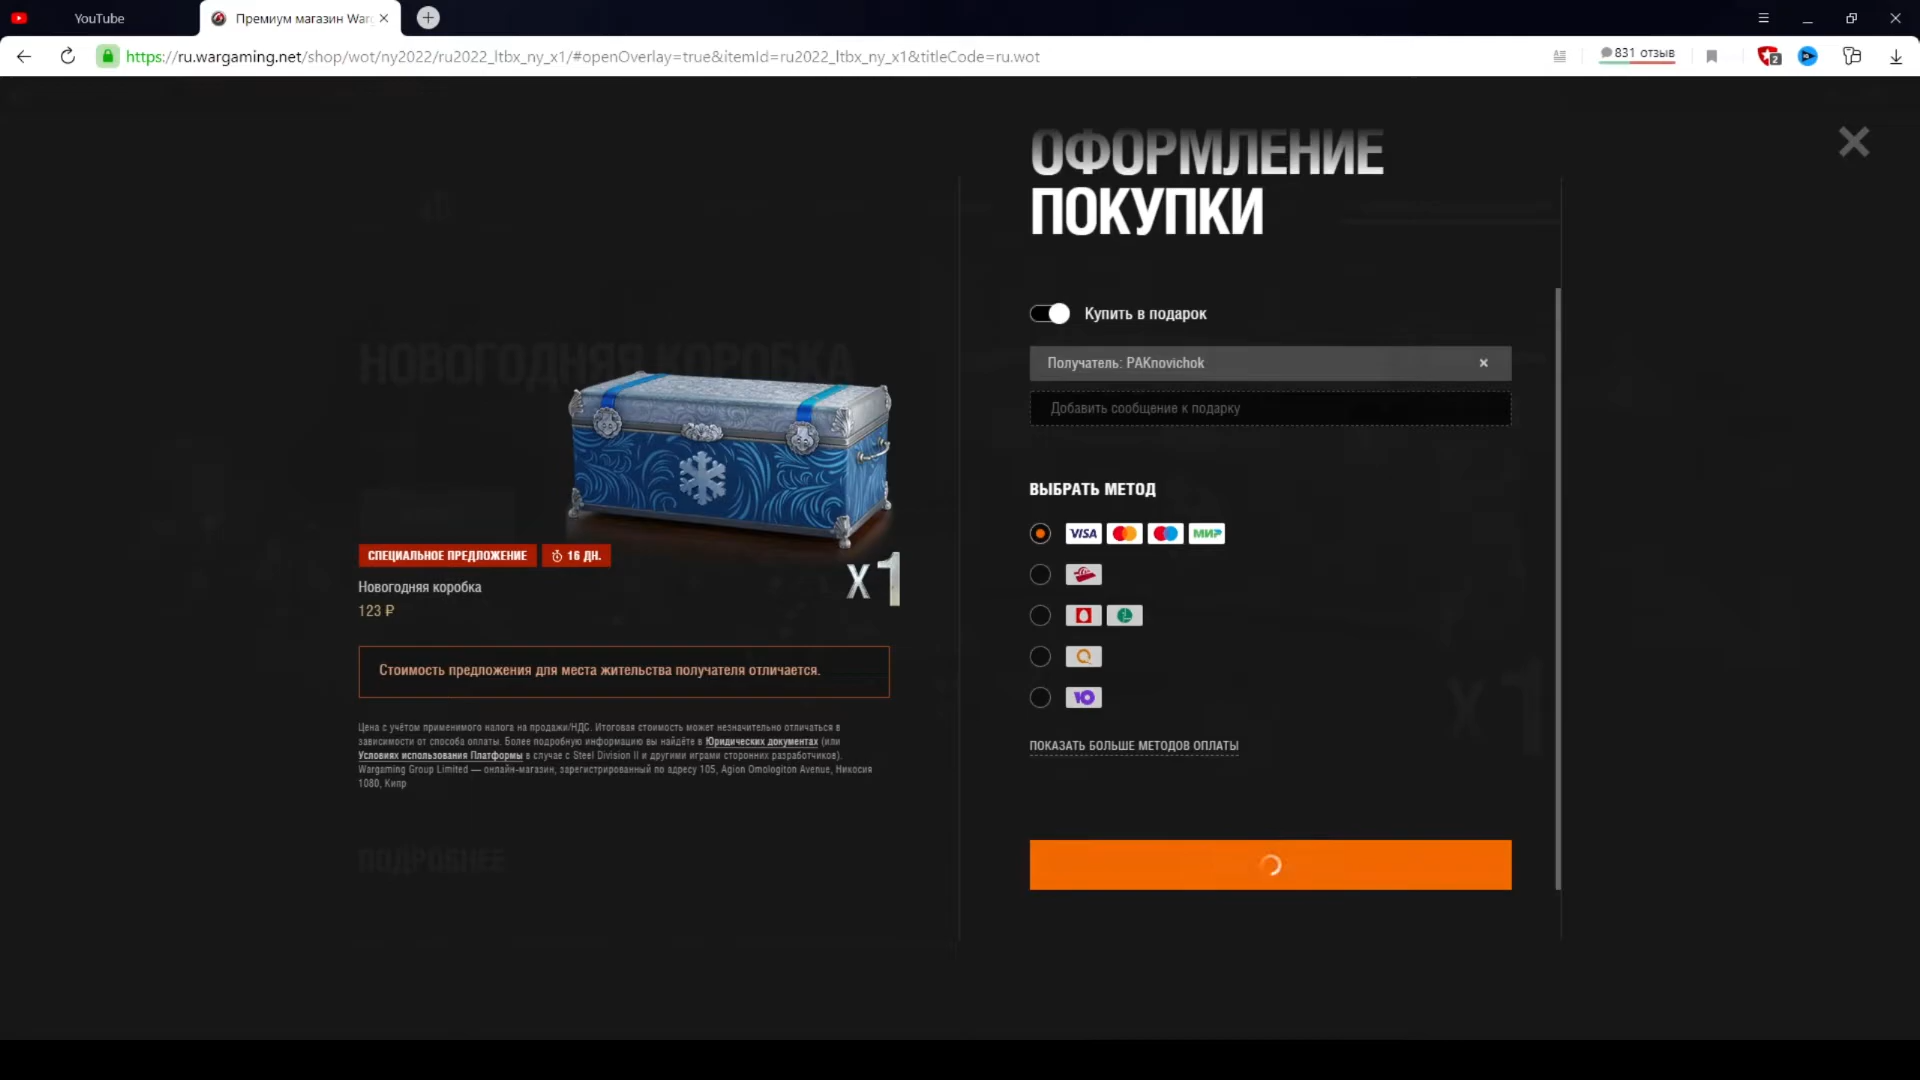 YouTube
Премиум магазин Warg
https://ru.wargaming.net/shop/wot/ny2022/ru2022_ltbx_ny_x1/#openOverlay=true&itemId=ru2022_ltbx_ny_x1&titleCode=ru.wot
831 отзыв
2
НОВОГОДНЯЯ КОРОБКА
СПЕЦИАЛЬНОЕ ПРЕДЛОЖЕНИЕ
16 ДН.
x1
Новогодняя коробка
123 ₽
Стоимость предложения для места жительства получателя отличается.
Цена с учётом применимого налога на продажи/НДС. Итоговая стоимость может незначительно отличаться в
зависимости от способа оплаты. Более подробную информацию вы найдёте в Юридических документах (или
Условиях использования Платформы в случае с Steel Division II и другими играми сторонних разработчиков).
Wargaming Group Limited — онлайн-магазин, зарегистрированный по адресу 105, Agion Omologiton Avenue, Никосия
1080, Кипр
ПОДРОБНЕЕ
ОФОРМЛЕНИЕ
ПОКУПКИ
Купить в подарок
Получатель: PAKnovichok
Добавить сообщение к подарку
ВЫБРАТЬ МЕТОД
VISA
МИР
Ю
ПОКАЗАТЬ БОЛЬШЕ МЕТОДОВ ОПЛАТЫ
x1